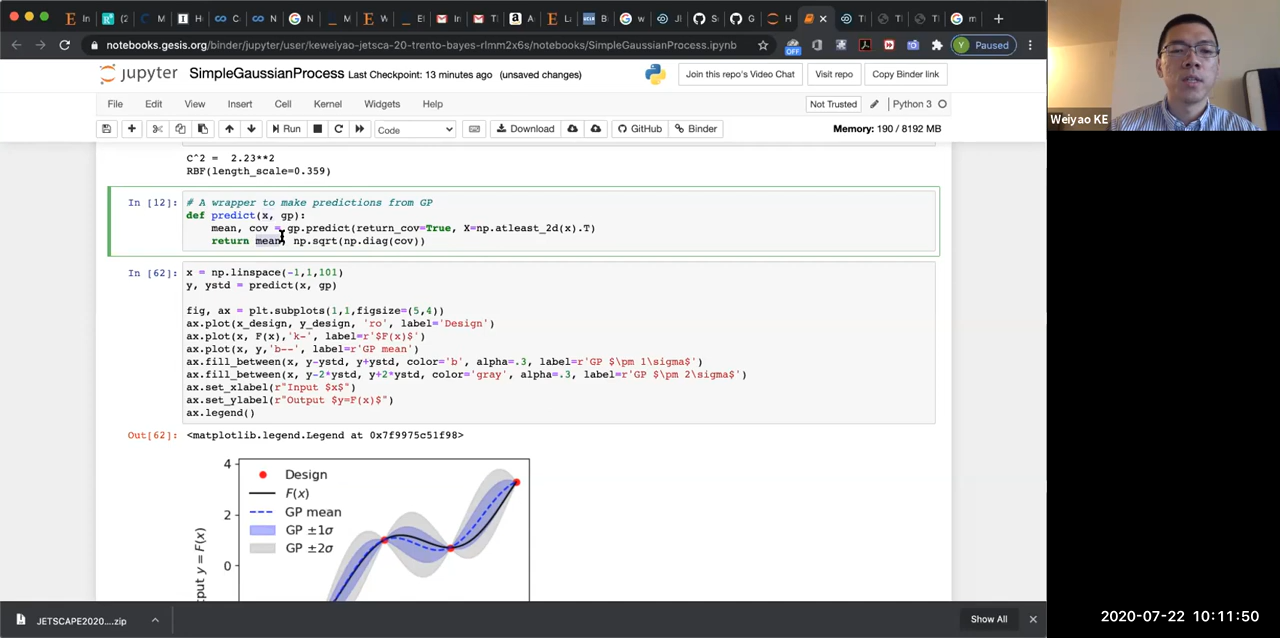 notebooks.gesis.org/binder/jupyter/user/keweiyao-jetsca-20-trento-bayes-rlmm2x6s/notebooks/SimpleGaussianProcess.ipynb
OFF
Y Paused
jupyter SimpleGaussianProcess Last Checkpoint: 13 minutes ago (unsaved changes)
Join this repo's Video Chat Visit repo Copy Binder link
File Edit View Insert Cell Kernel Widgets Help
Not Trusted Python 3
Run Code Download GitHub Binder Memory: 190 / 8192 MB
C^2 =  2.23**2
RBF(length_scale=0.359)
In [12]: # A wrapper to make predictions from GP
def predict(x, gp):
    mean, cov = gp.predict(return_cov=True, X=np.atleast_2d(x).T)
    return mean, np.sqrt(np.diag(cov))
In [62]: x = np.linspace(-1,1,101)
y, ystd = predict(x, gp)
fig, ax = plt.subplots(1,1,figsize=(5,4))
ax.plot(x_design, y_design, 'ro', label='Design')
ax.plot(x, F(x),'k-', label=r'$F(x)$')
ax.plot(x, y,'b--', label=r'GP mean')
ax.fill_between(x, y-ystd, y+ystd, color='b', alpha=.3, label=r'GP $\pm 1\sigma$')
ax.fill_between(x, y-2*ystd, y+2*ystd, color='gray', alpha=.3, label=r'GP $\pm 2\sigma$')
ax.set_xlabel(r"Input $x$")
ax.set_ylabel(r"Output $y=F(x)$")
ax.legend()
Out[62]: <matplotlib.legend.Legend at 0x7f9975c51f98>
4
2
0
Design
F(x)
GP mean
GP ±1σ
GP ±2σ
put y = F(x)
JETSCAPE2020....zip
Show All
Weiyao KE
2020-07-22 10:11:50